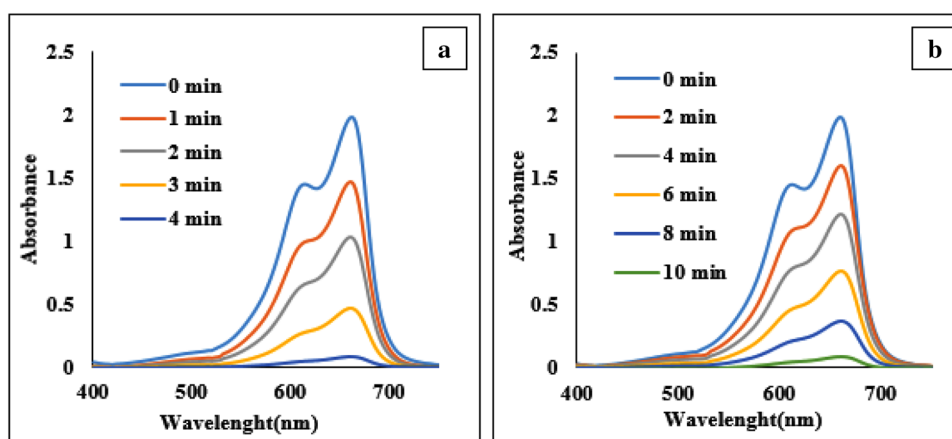 a
2.5
2
1.5
1
0.5
0
400
500
600
700
Absorbance
Wavelenght(nm)
0 min
1 min
2 min
3 min
4 min
b
2.5
2
1.5
1
0.5
0
400
500
600
700
Absorbance
Wavelenght(nm)
0 min
2 min
4 min
6 min
8 min
10 min